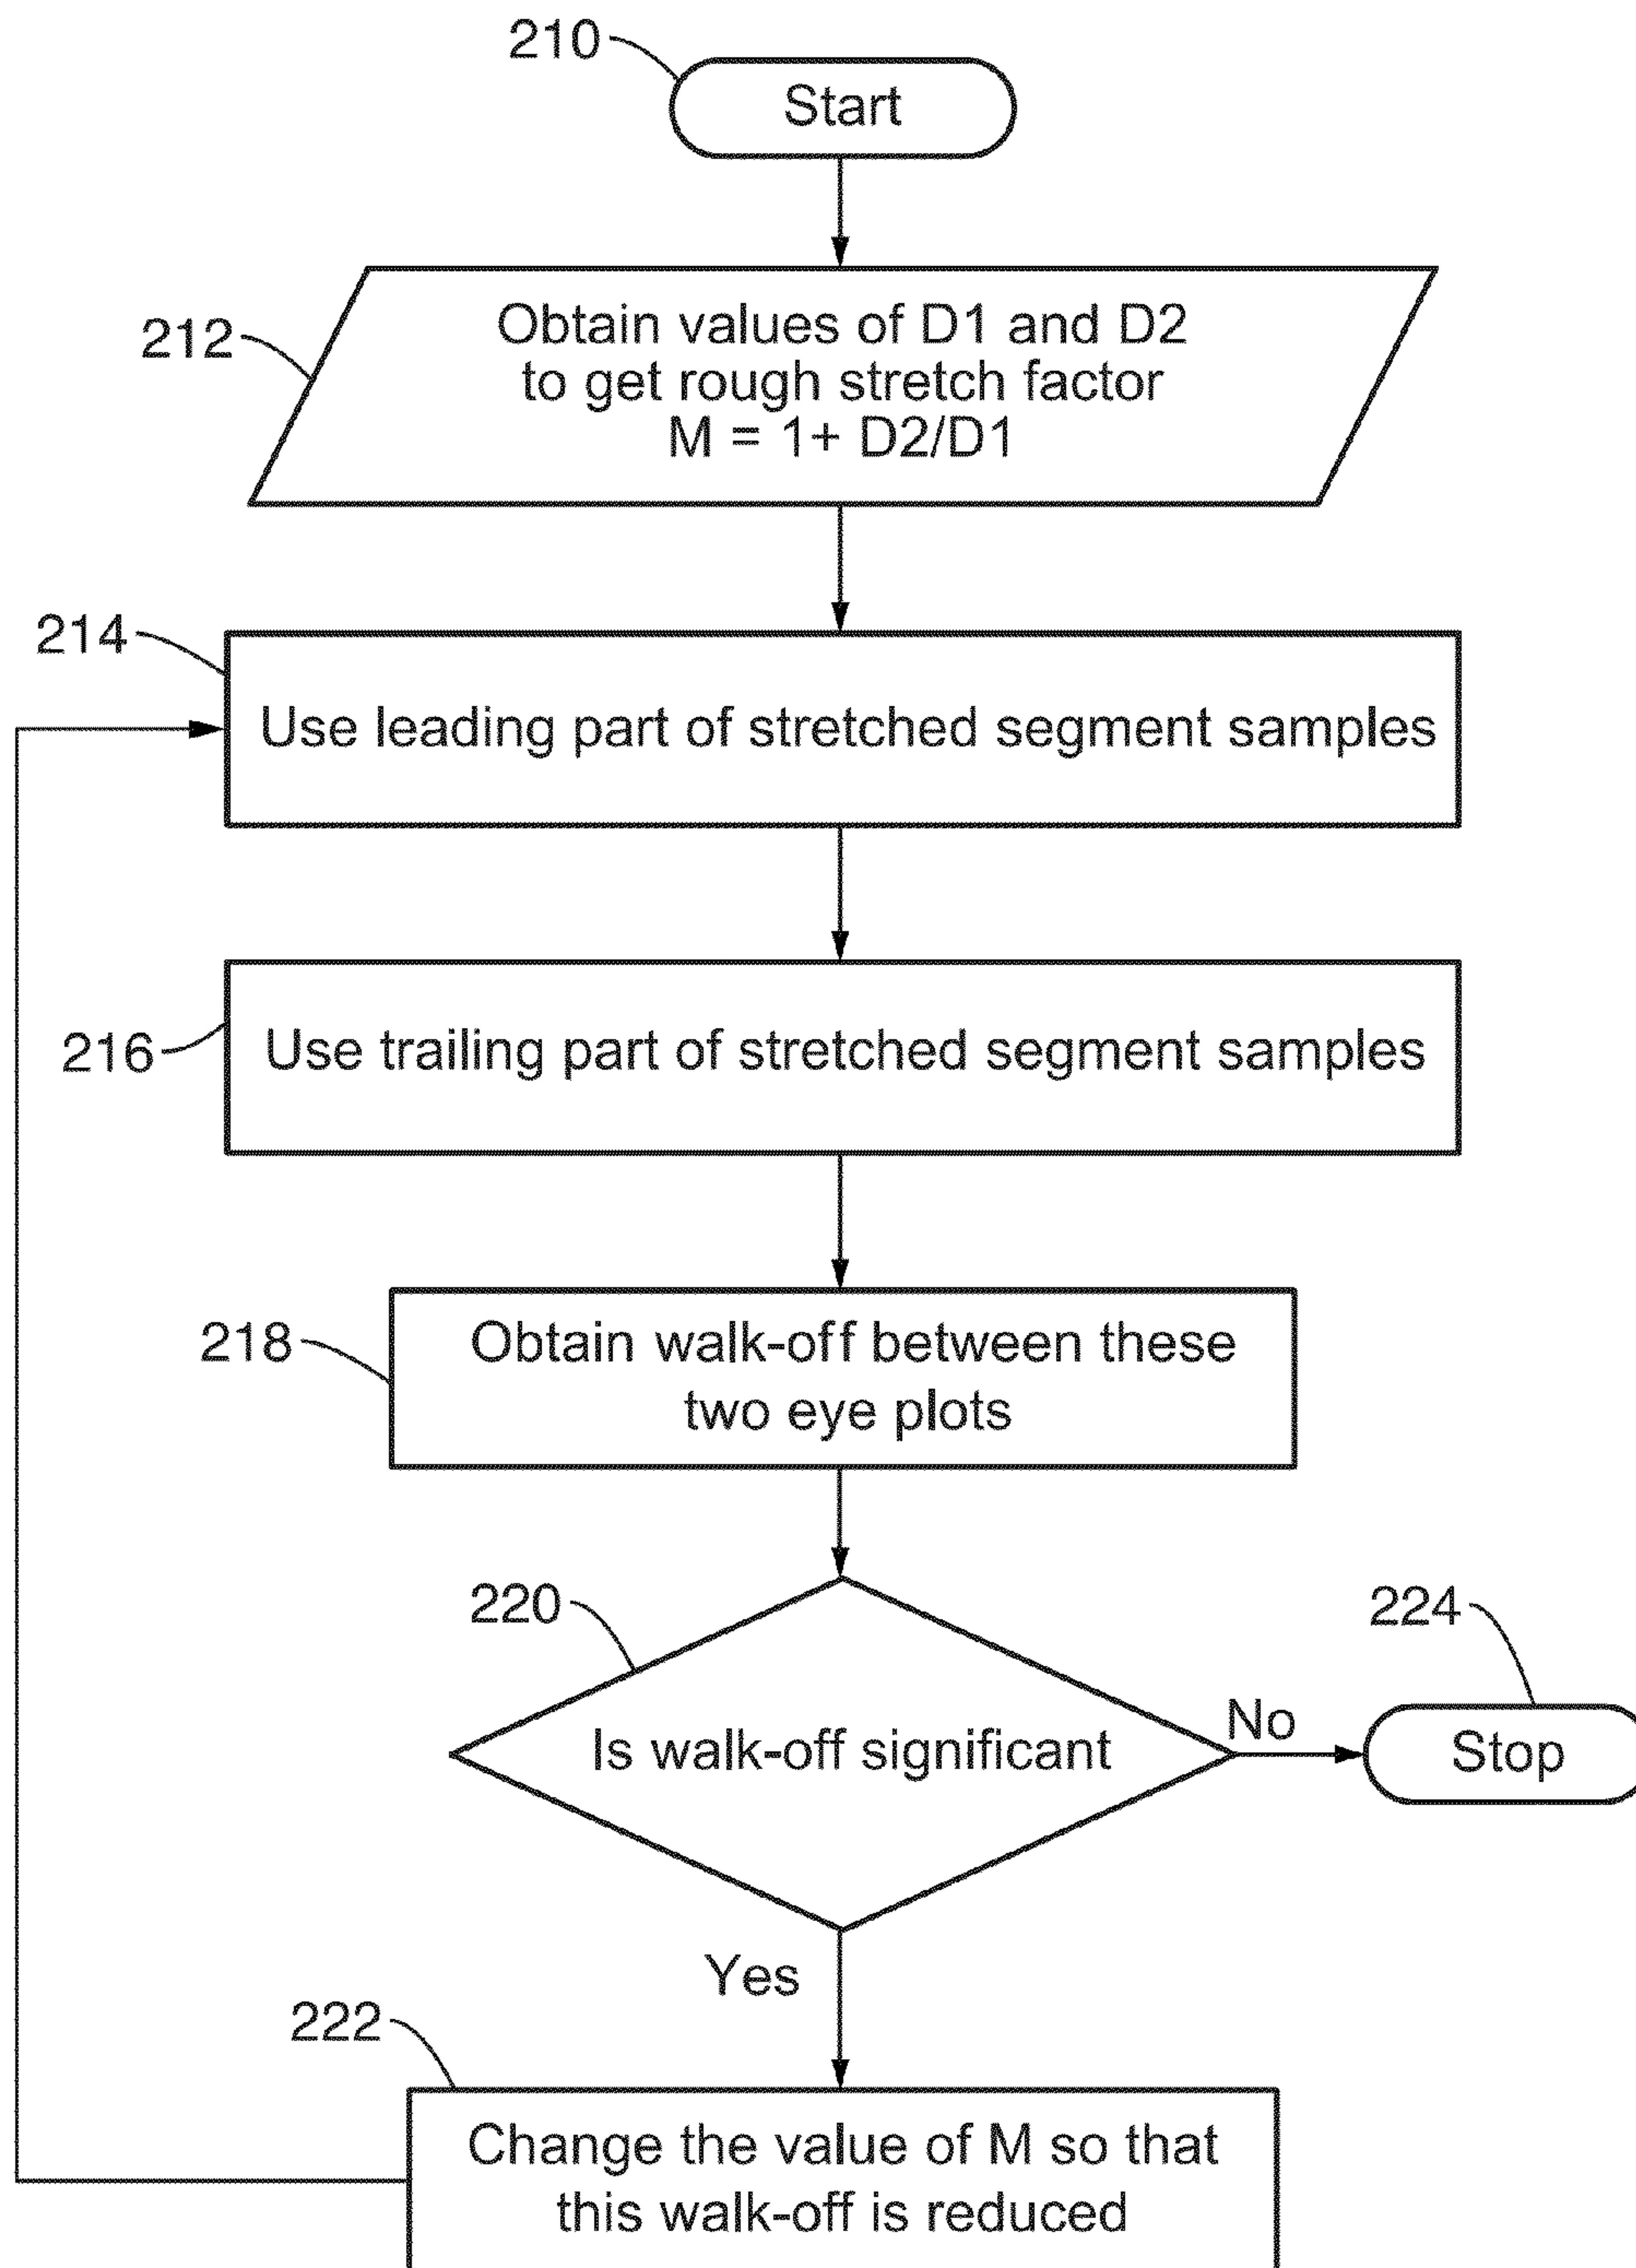 210
Start
212
Obtain values of D1 and D2
to get rough stretch factor
M = 1+ D2/D1
214
Use leading part of stretched segment samples
216
Use trailing part of stretched segment samples
218
Obtain walk-off between these
two eye plots
220
Is walk-off significant
No
224
Stop
Yes
222
Change the value of M so that
this walk-off is reduced